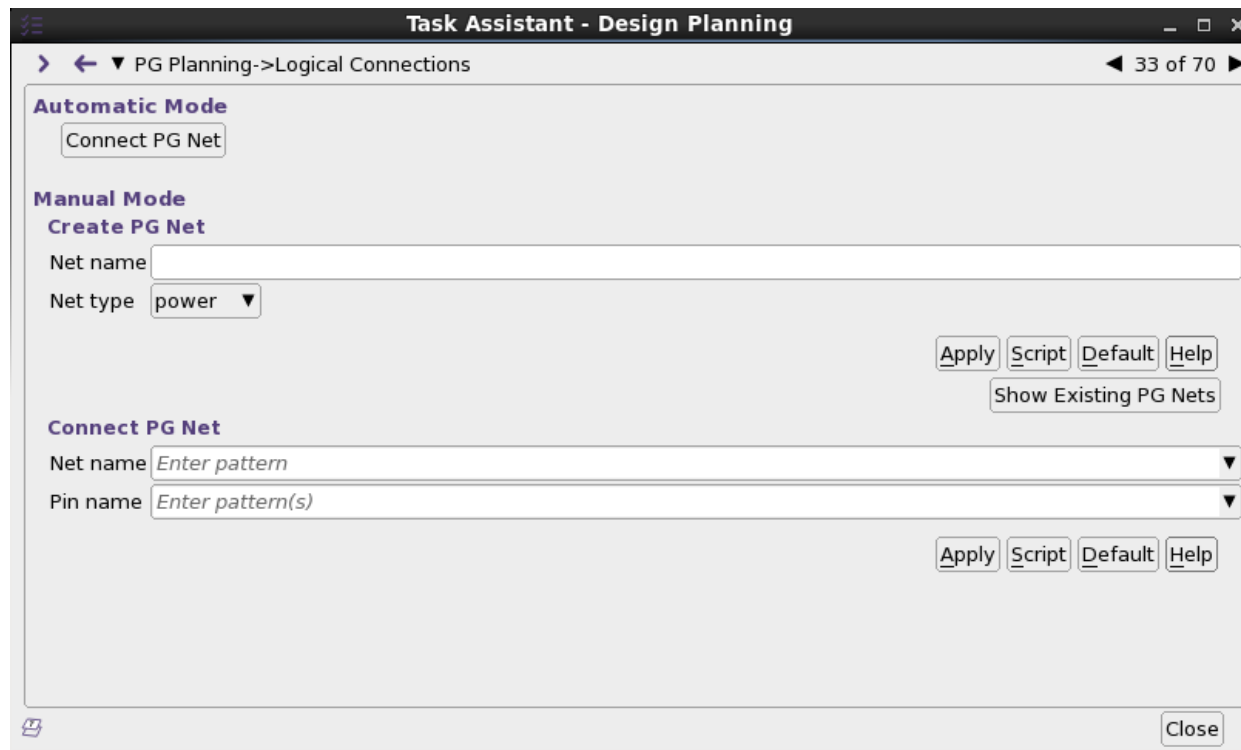 Task Assistant - Design Planning
PG Planning->Logical Connections
33 of 70
Automatic Mode
Connect PG Net
Manual Mode
Create PG Net
Net name
Net type power
Apply Script Default Help
Show Existing PG Nets
Connect PG Net
Net name Enter pattern
Pin name Enter pattern(s)
Apply Script Default Help
Close